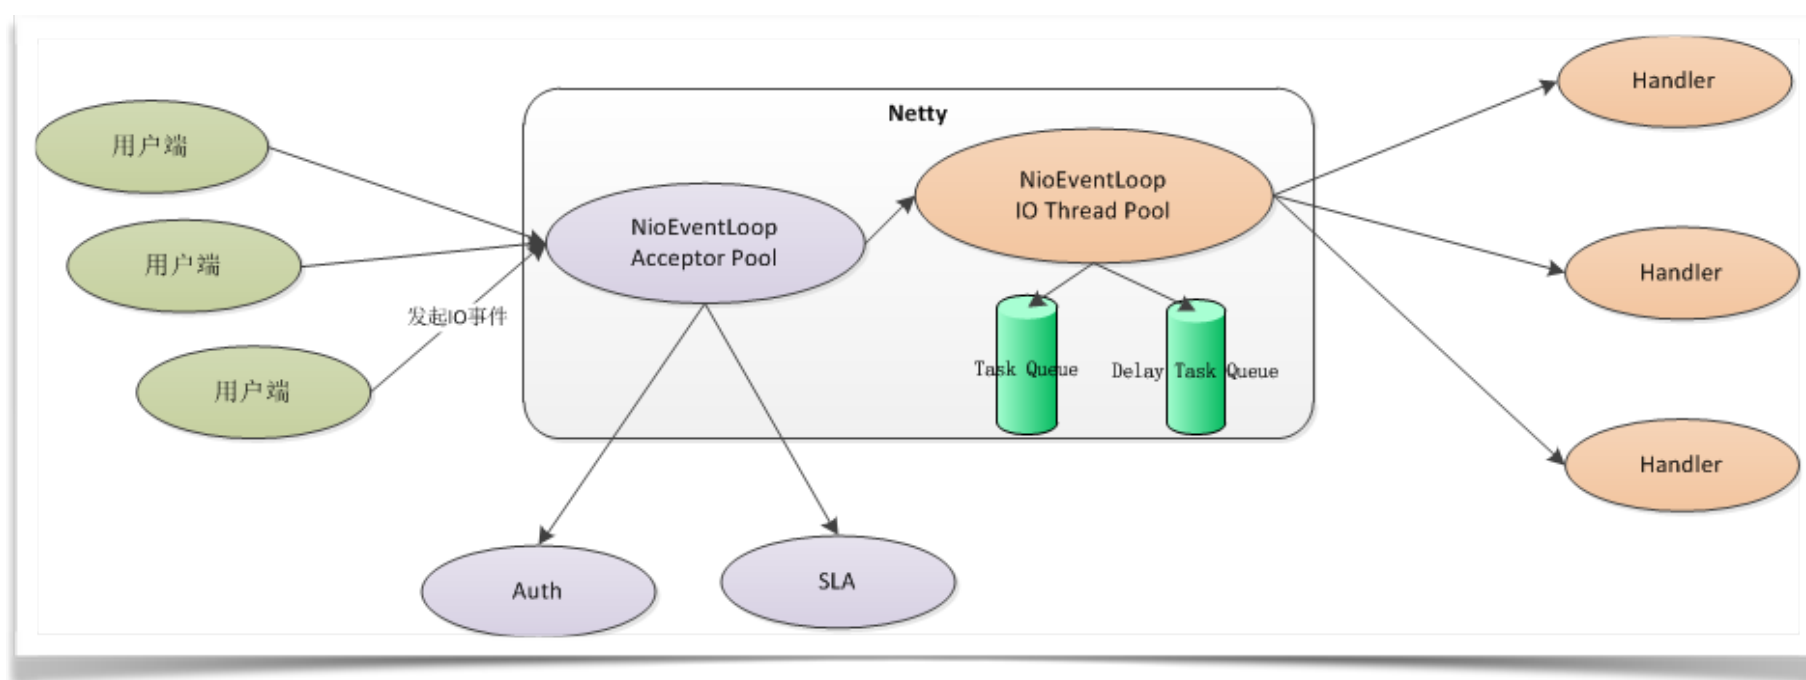 Netty
用户端
用户端
用户端
发起IO事件
NioEventLoop
Acceptor Pool
NioEventLoop
IO Thread Pool
Task Queue
Delay Task Queue
Handler
Handler
Handler
Auth
SLA